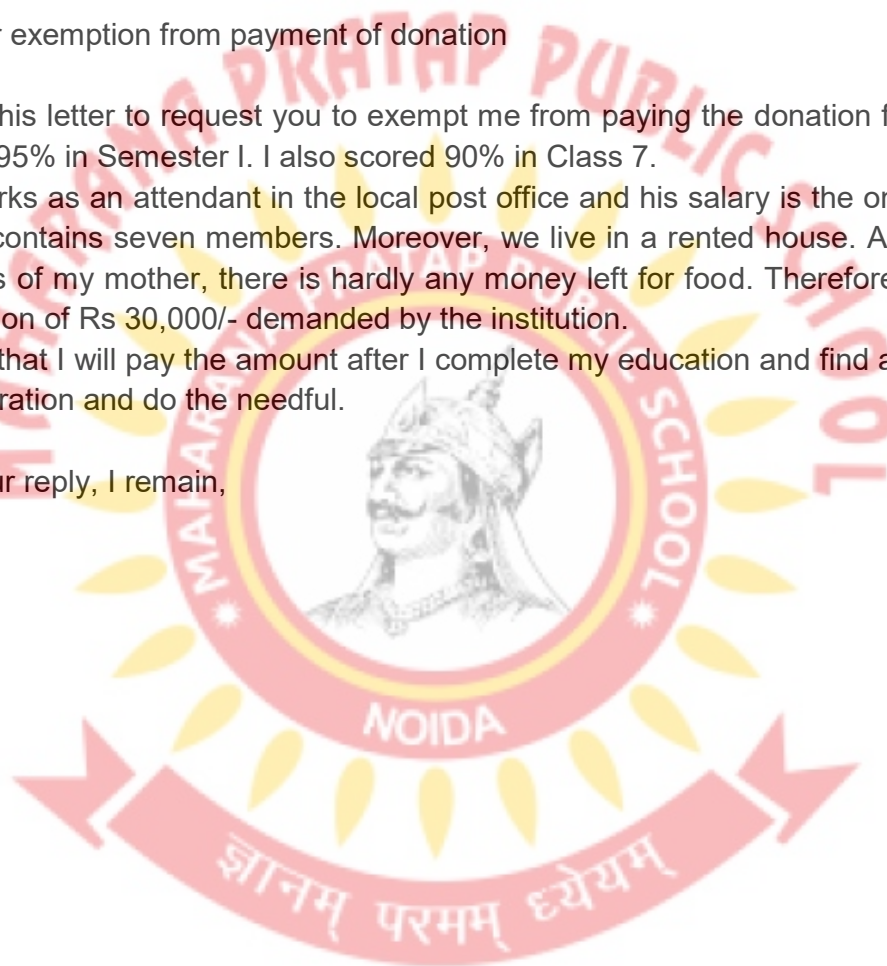 exemption from payment of donation
his letter to request you to exempt me from paying the donation
95% in Semester I. I also scored 90% in Class 7.
rks as an attendant in the local post office and his salary is the
contains seven members. Moreover, we live in a rented house.
s of my mother, there is hardly any money left for food. Therefore
on of Rs 30,000/- demanded by the institution.
that I will pay the amount after I complete my education and find
ration and do the needful.
r reply, I remain,
MAHARANA PRATAP PUBLIC SCHOOL
MAHARANA PRATAP PUBLIC SCHOOL
NOIDA
ज्ञानम् परमम् ध्येयम्